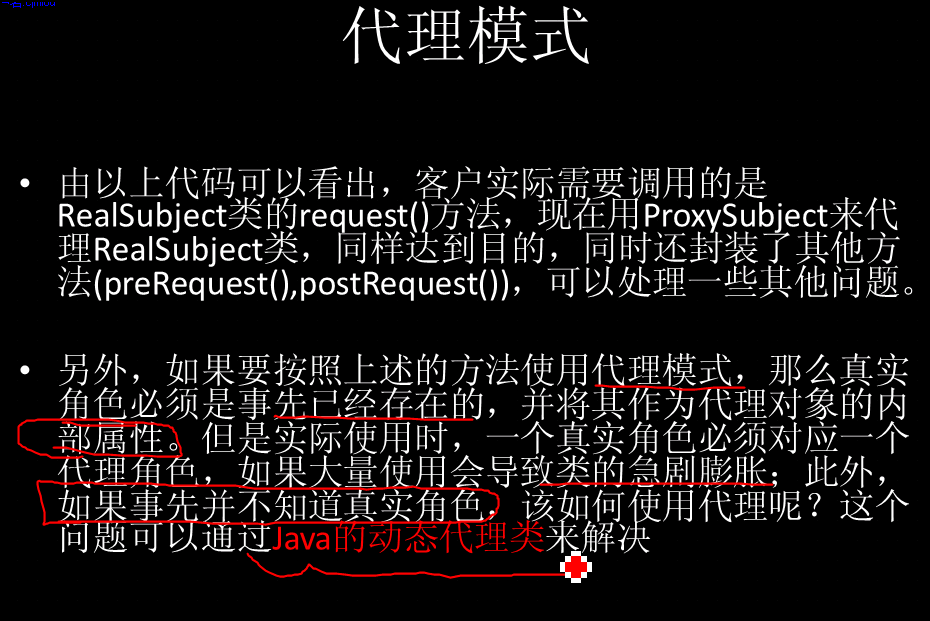 代理模式
• 由以上代码可以看出，客户实际需要调用的是
RealSubject类的request()方法，现在用ProxySubject来代
理RealSubject类，同样达到目的，同时还封装了其他方
法(preRequest(),postRequest())，可以处理一些其他问题。
• 另外，如果要按照上述的方法使用代理模式，那么真实
角色必须是事先已经存在的，并将其作为代理对象的内
部属性。但是实际使用时，一个真实角色必须对应一个
代理角色，如果大量使用会导致类的急剧膨胀；此外，
如果事先并不知道真实角色，该如何使用代理呢？这个
问题可以通过Java的动态代理类来解决